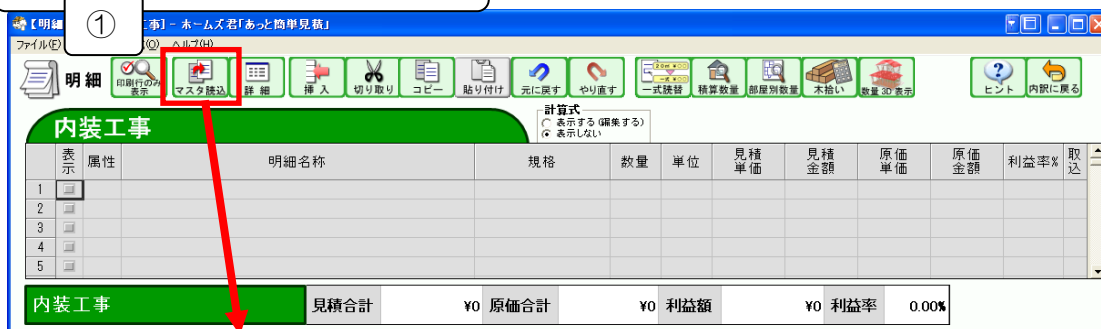 ①
【明 工事] - ホームズ君「あっと簡単見積」
ファイル(E) (O) ヘルプ(H)
明 細 印刷行のみ表示 マスタ読込 詳 細 挿 入 切り取り コピー 貼り付け 元に戻す やり直す 一式読替 積算数量 部屋別数量 木拾い 数量3D表示 ヒント 内訳に戻る
内装工事
計算式
表示する(編集する)
表示しない
表示 属性 明細名称 規格 数量 単位 見積単価 見積金額 原価単価 原価金額 利益率% 取込
1
2
3
4
5
内装工事 見積合計 ¥0 原価合計 ¥0 利益額 ¥0 利益率 0.00%